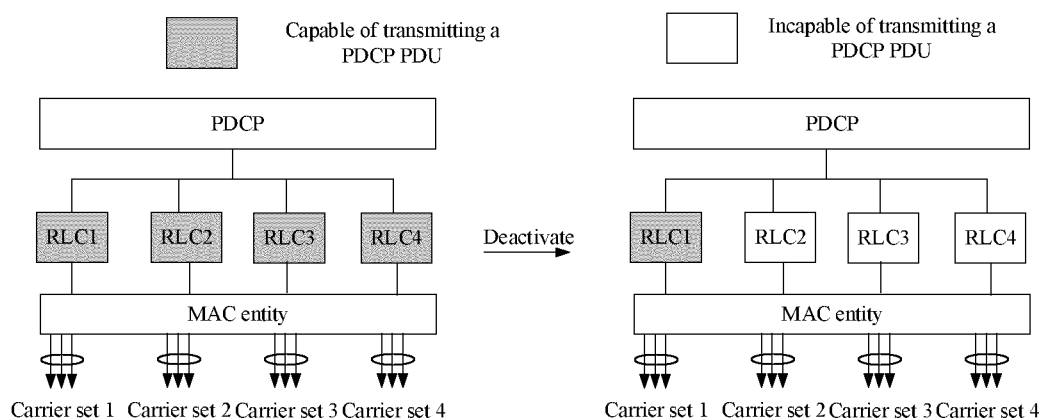 Capable of transmitting a
PDCP PDU
Incapable of transmitting a
PDCP PDU
PDCP
RLC1 RLC2 RLC3 RLC4
MAC entity
Carrier set 1 Carrier set 2 Carrier set 3 Carrier set 4
Deactivate
PDCP
RLC1 RLC2 RLC3 RLC4
MAC entity
Carrier set 1 Carrier set 2 Carrier set 3 Carrier set 4